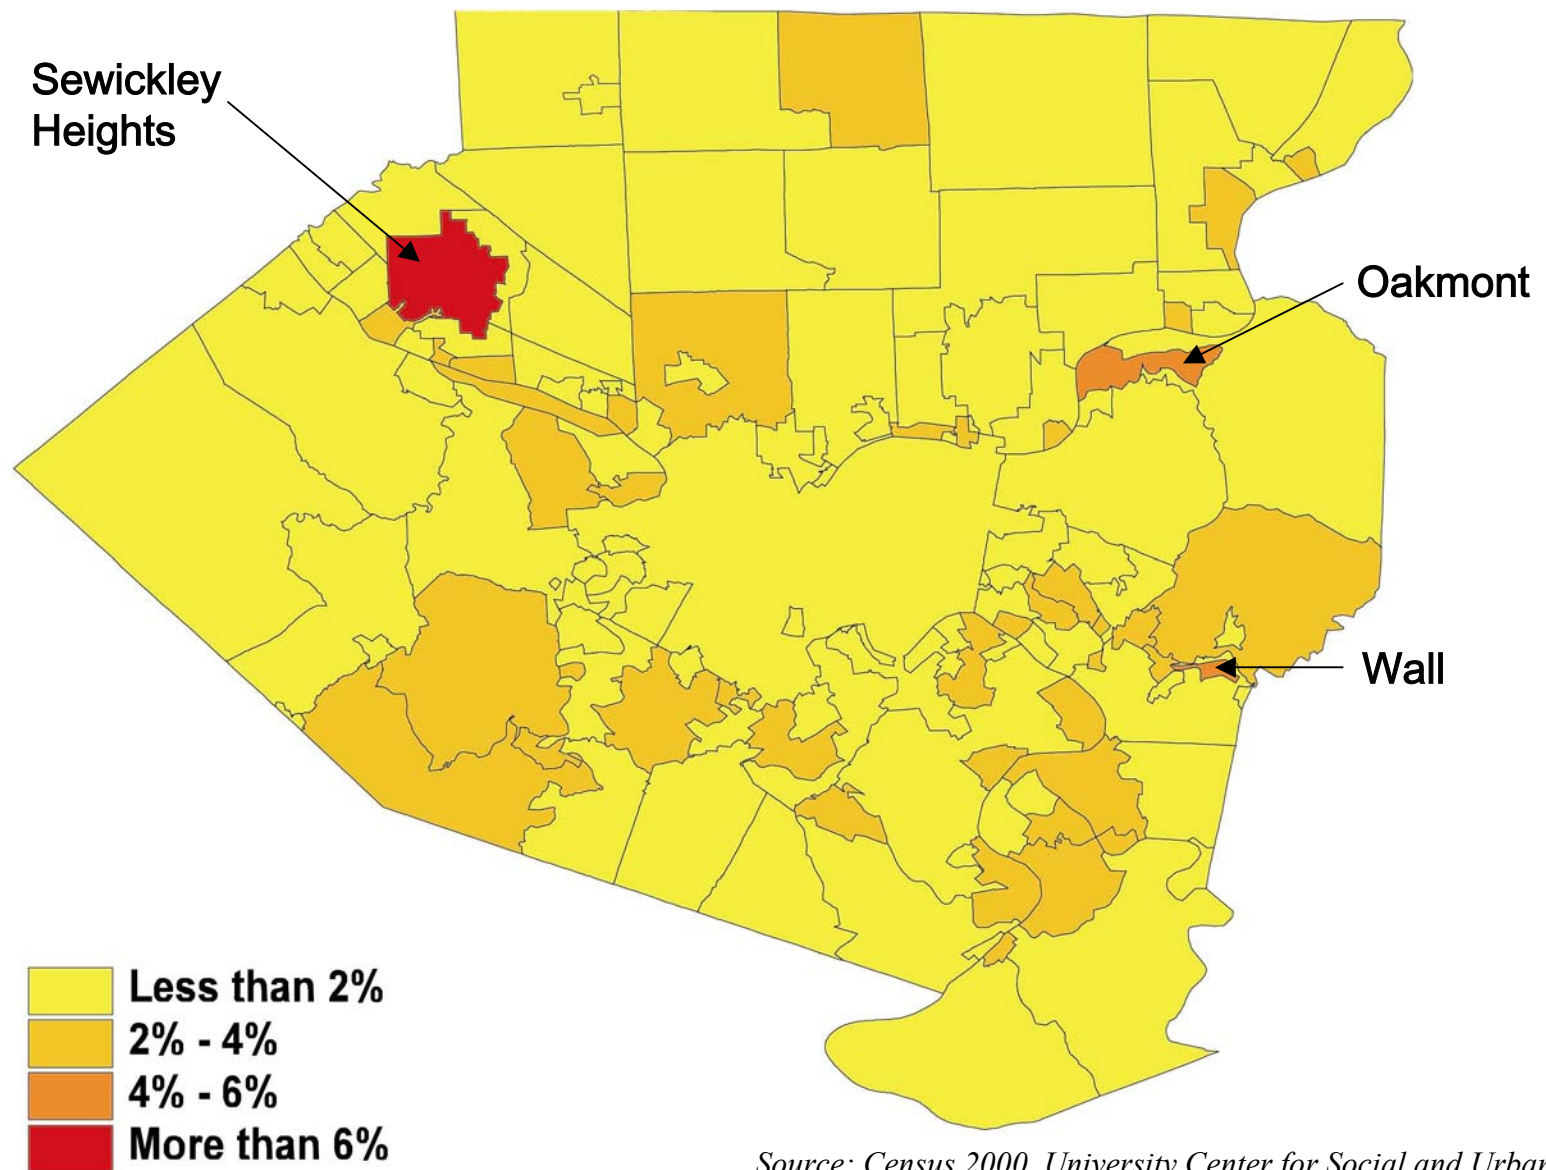 Sewickley
Heights
Oakmont
Wall
Less than 2%
2% - 4%
4% - 6%
More than 6%
Source: Census 2000, University Center for Social and Urban